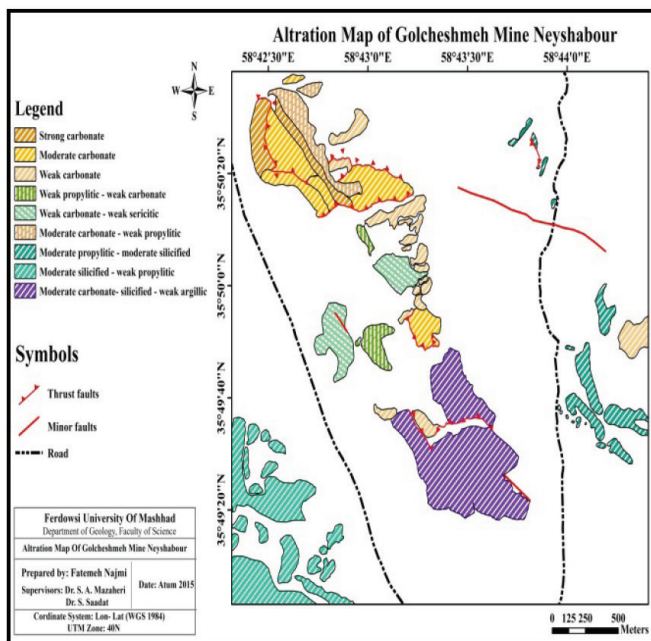 Altration Map of Golcheshmeh Mine Neyshabour
58°42'30"E 58°43'0"E 58°43'30"E 58°44'0"E
N
W E
S
Legend
Strong carbonate
Moderate carbonate
Weak carbonate
Weak propylitic - weak carbonate
Weak carbonate - weak sericitic
Moderate carbonate - weak propylitic
Moderate propylitic - moderate silicified
Moderate silicified - weak propylitic
Moderate carbonate- silicified - weak argillic
35°50'20"N
35°50'0"N
35°49'40"N
35°49'20"N
Symbols
Thrust faults
Minor faults
Road
Ferdowsi University Of Mashhad
Department of Geology, Faculty of Science
Altration Map Of Golcheshmeh Mine Neyshabour
Prepared by: Fatemeh Najmi
Supervisors: Dr. S. A. Mazaheri
Dr. S. Saadat
Date: Atum 2015
Cordinate System: Lon- Lat (WGS 1984)
UTM Zone: 40N
0 125 250 500
Meters